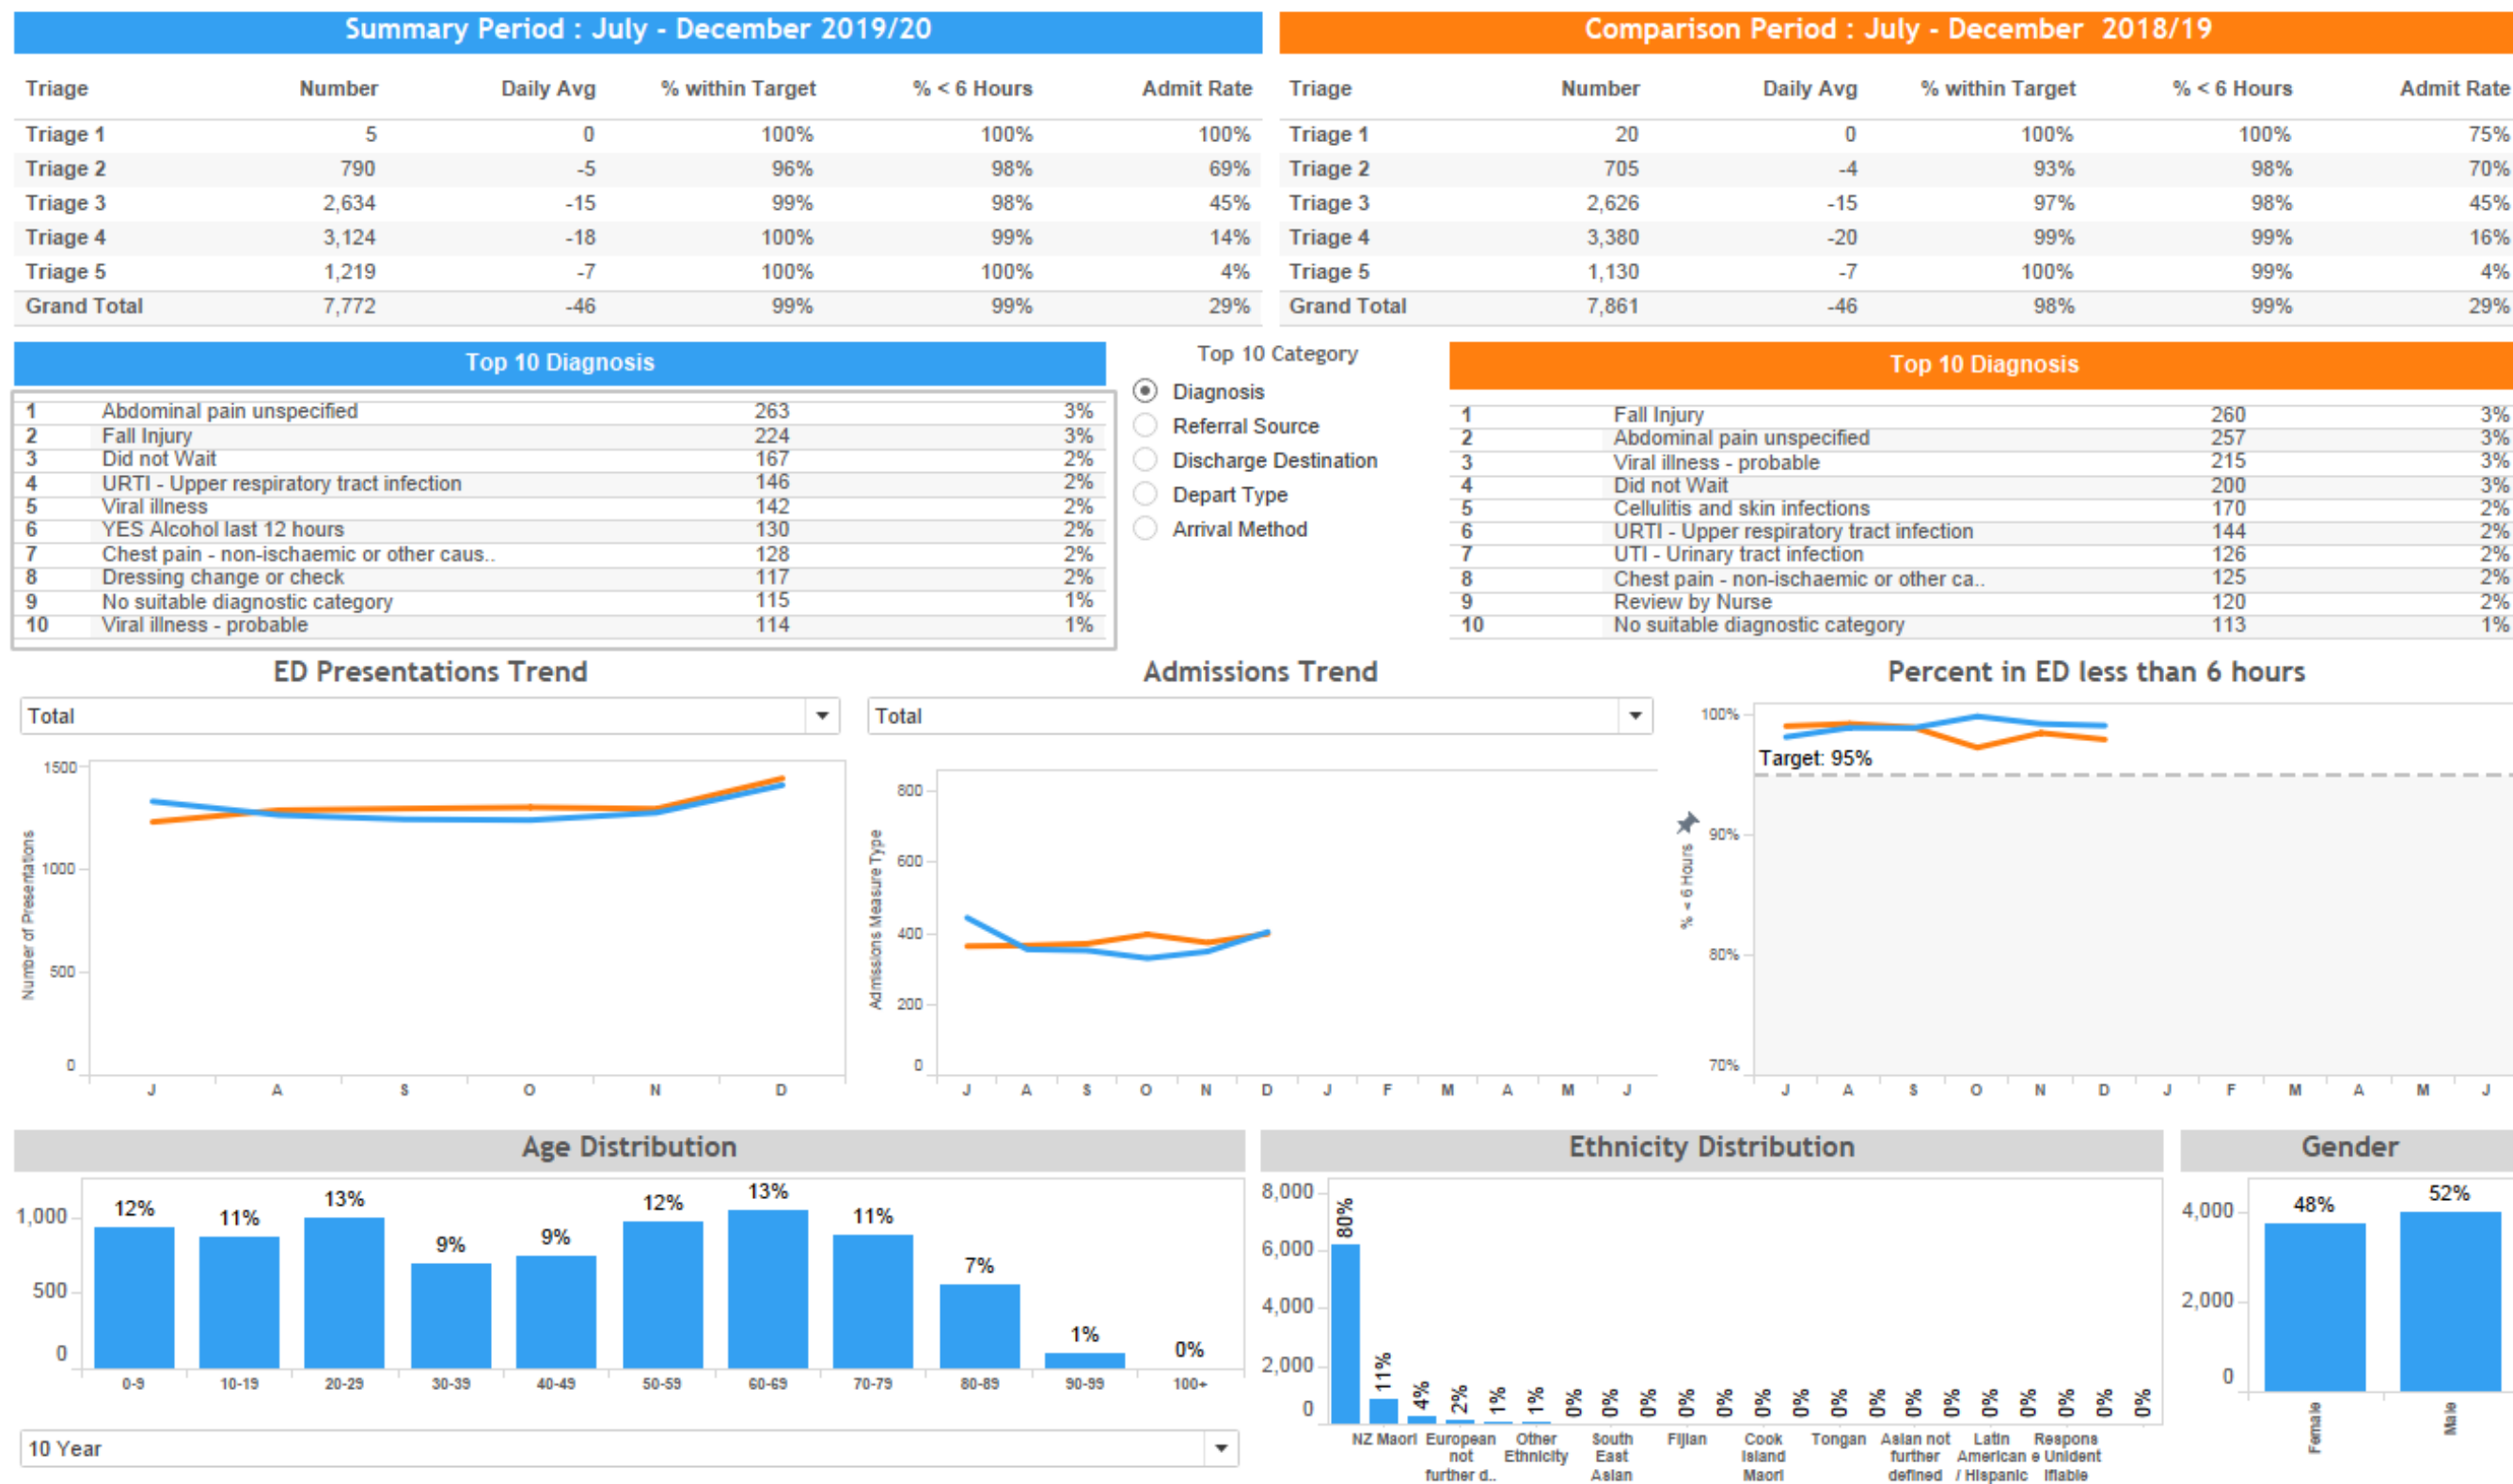 Summary Period : July - December 2019/20
Comparison Period : July - December 2018/19
Triage Number Daily Avg % within Target % < 6 Hours Admit Rate
Triage 1 5 0 100% 100% 100%
Triage 2 790 -5 96% 98% 69%
Triage 3 2,634 -15 99% 98% 45%
Triage 4 3,124 -18 100% 99% 14%
Triage 5 1,219 -7 100% 100% 4%
Grand Total 7,772 -46 99% 99% 29%
Triage Number Daily Avg % within Target % < 6 Hours Admit Rate
Triage 1 20 0 100% 100% 75%
Triage 2 705 -4 93% 98% 70%
Triage 3 2,626 -15 97% 98% 45%
Triage 4 3,380 -20 99% 99% 16%
Triage 5 1,130 -7 100% 99% 4%
Grand Total 7,861 -46 98% 99% 29%
Top 10 Diagnosis
1 Abdominal pain unspecified 263 3%
2 Fall Injury 224 3%
3 Did not Wait 167 2%
4 URTI - Upper respiratory tract infection 146 2%
5 Viral illness 142 2%
6 YES Alcohol last 12 hours 130 2%
7 Chest pain - non-ischaemic or other caus.. 128 2%
8 Dressing change or check 117 2%
9 No suitable diagnostic category 115 1%
10 Viral illness - probable 114 1%
Top 10 Category
Diagnosis
Referral Source
Discharge Destination
Depart Type
Arrival Method
Top 10 Diagnosis
1 Fall Injury 260 3%
2 Abdominal pain unspecified 257 3%
3 Viral illness - probable 215 3%
4 Did not Wait 200 3%
5 Cellulitis and skin infections 170 2%
6 URTI - Upper respiratory tract infection 144 2%
7 UTI - Urinary tract infection 126 2%
8 Chest pain - non-ischaemic or other ca.. 125 2%
9 Review by Nurse 120 2%
10 No suitable diagnostic category 113 1%
ED Presentations Trend
Total
Number of Presentations
1500
1000
500
0
J A S O N D
Admissions Trend
Total
Admissions Measure Type
800
600
400
200
0
J A S O N D J F M A M J
Percent in ED less than 6 hours
% < 6 Hours
100%
Target: 95%
90%
80%
70%
J A S O N D J F M A M J
Age Distribution
1,000
500
0
12% 11% 13% 9% 9% 12% 13% 11% 7% 1% 0%
0-9 10-19 20-29 30-39 40-49 50-59 60-69 70-79 80-89 90-99 100+
10 Year
Ethnicity Distribution
8,000
6,000
4,000
2,000
0
80% 11% 4% 2% 1% 1% 0% 0% 0% 0% 0% 0% 0% 0% 0% 0% 0% 0% 0% 0% 0% 0%
NZ Maori European Other South Fijian Cook Tongan Asian not Latin Respons
not Ethnicity East Island further American e Unident
further d.. Asian Maori defined / Hispanic ifiable
Gender
4,000
2,000
0
48% 52%
Female Male